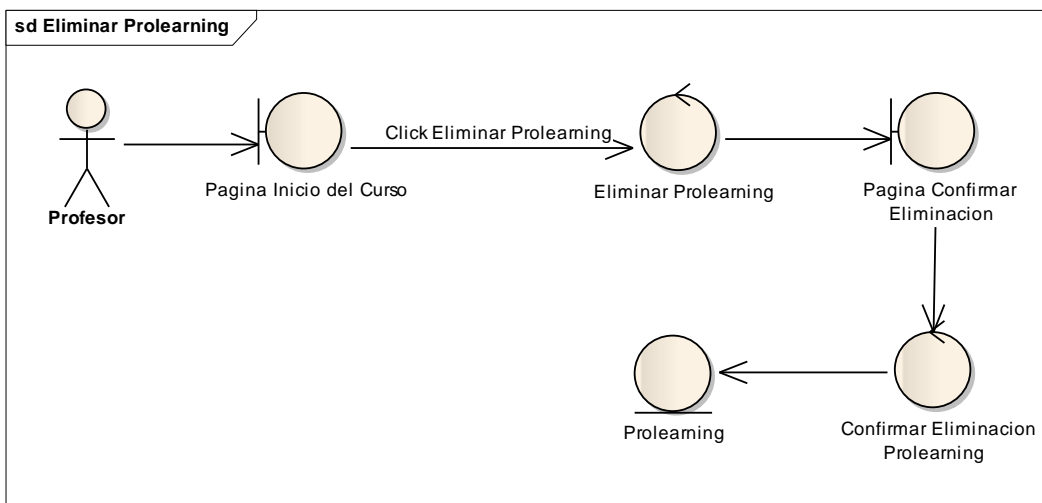 sd Eliminar Prolearning
Click Eliminar Prolearning
Profesor
Pagina Inicio del Curso
Eliminar Prolearning
Pagina Confirmar
Eliminacion
Prolearning
Confirmar Eliminacion
Prolearning